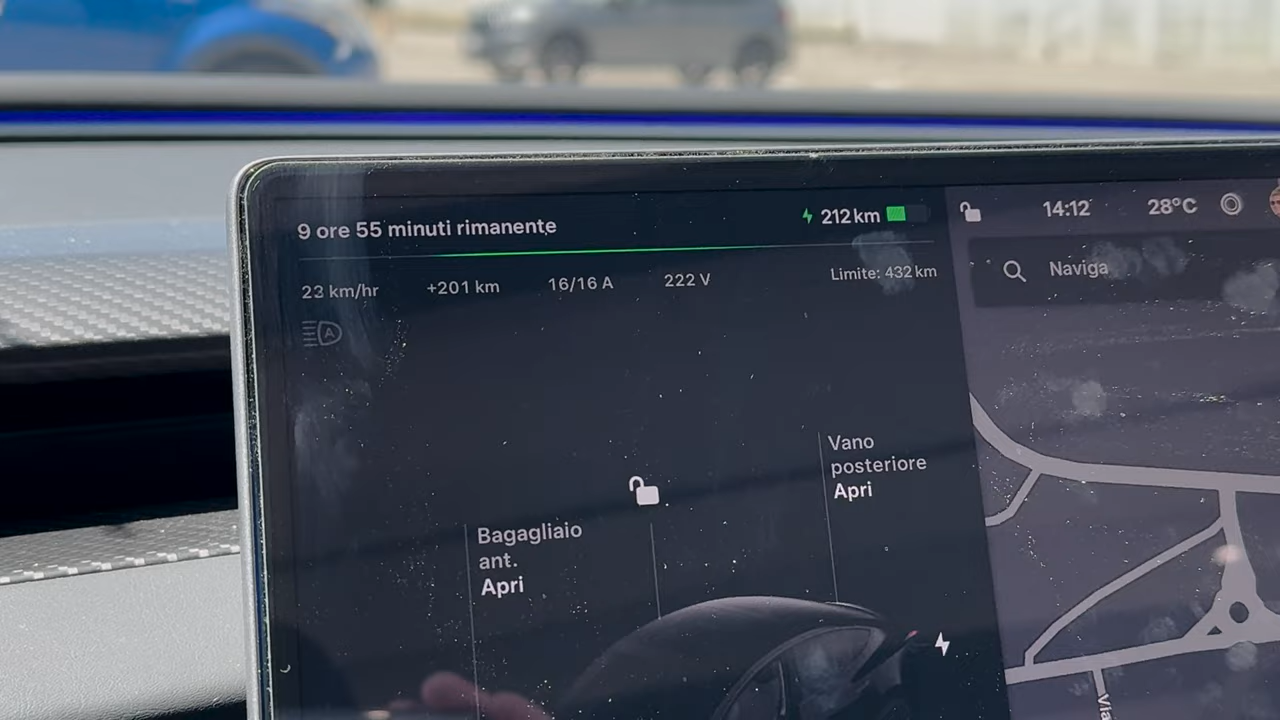 9 ore 55 minuti rimanente
212 km
14:12
28°C
23 km/hr
+201 km
16/16 A
222 V
Limite: 432 km
Naviga
A
Vano
posteriore
Apri
Bagagliaio
ant.
Apri
Via